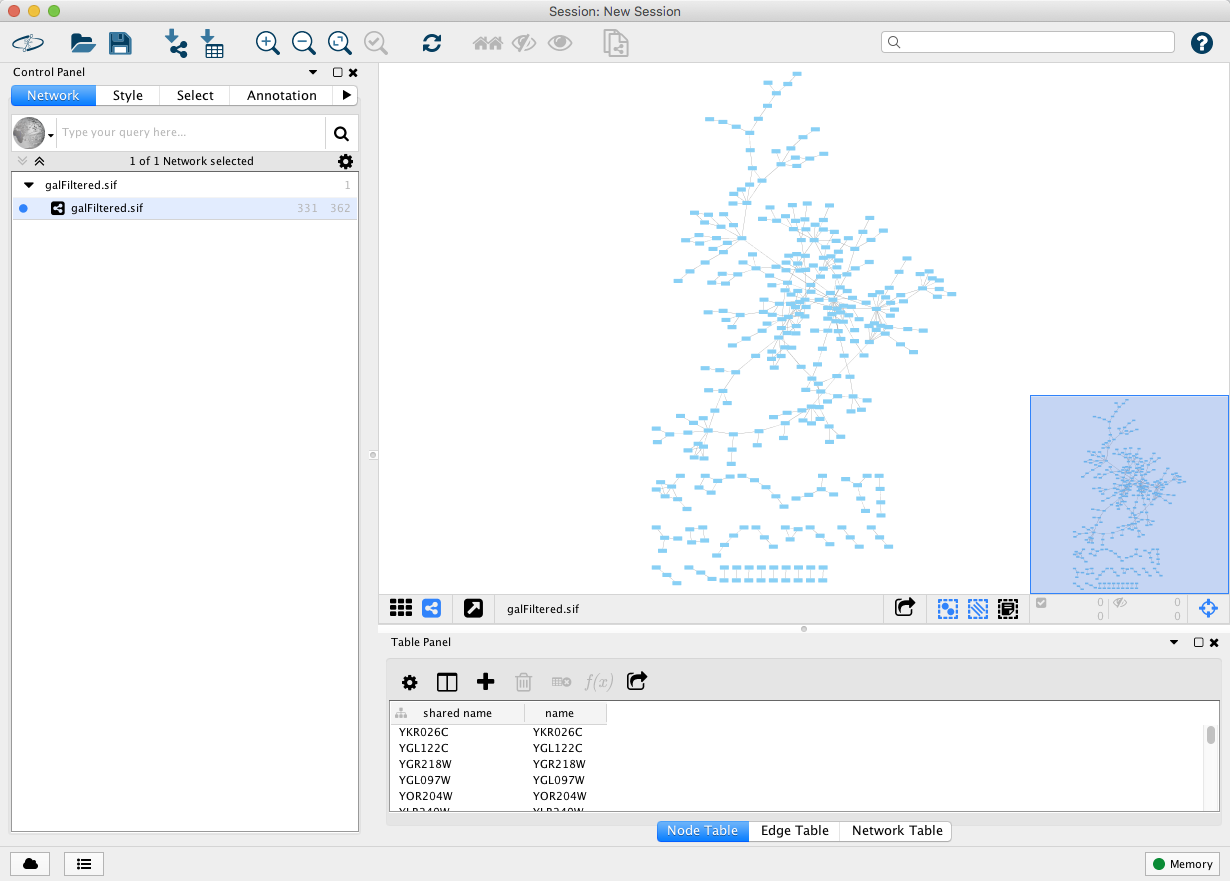 Session: New Session
Control Panel
Network Style Select Annotation
Type your query here...
1 of 1 Network selected
galFiltered.sif 1
galFiltered.sif 331 362
galFiltered.sif
0 0
0 0
Table Panel
f(x)
shared name name
YKR026C YKR026C
YGL122C YGL122C
YGR218W YGR218W
YGL097W YGL097W
YOR204W YOR204W
Node Table Edge Table Network Table
Memory